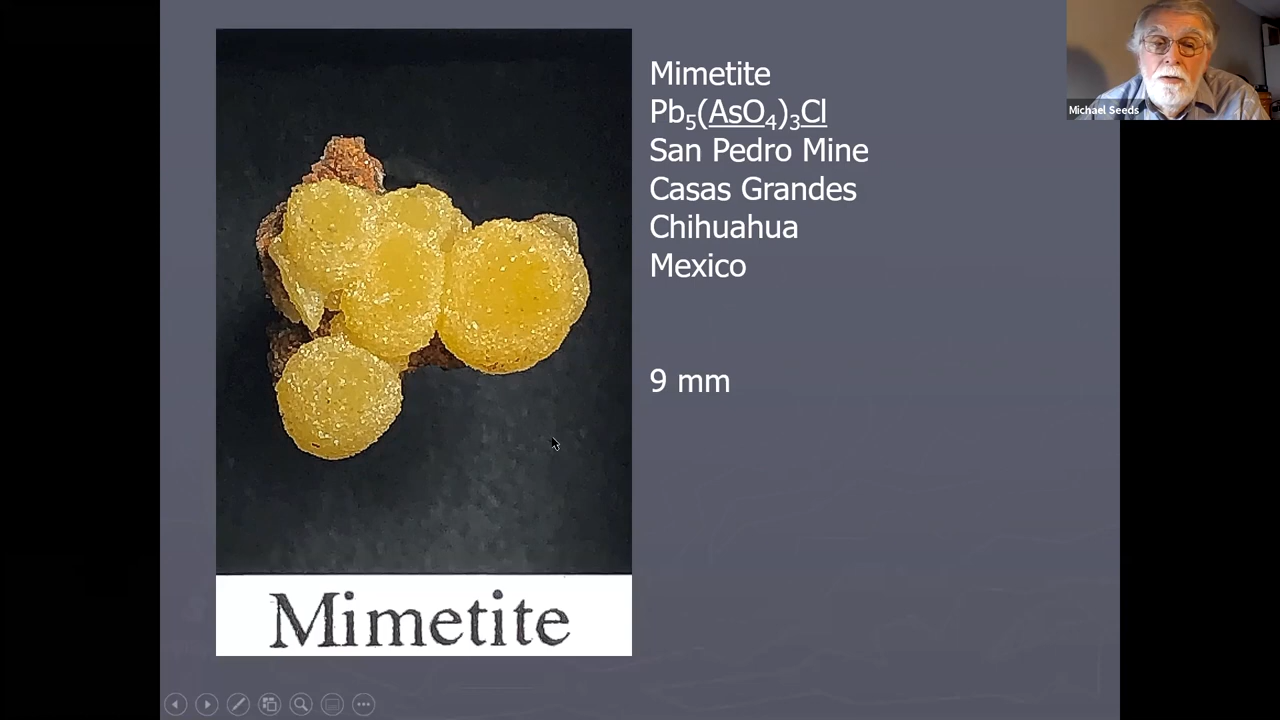 Mimetite
Pb₅(AsO₄)₃Cl
San Pedro Mine
Casas Grandes
Chihuahua
Mexico
9 mm
Mimetite
Michael Seeds